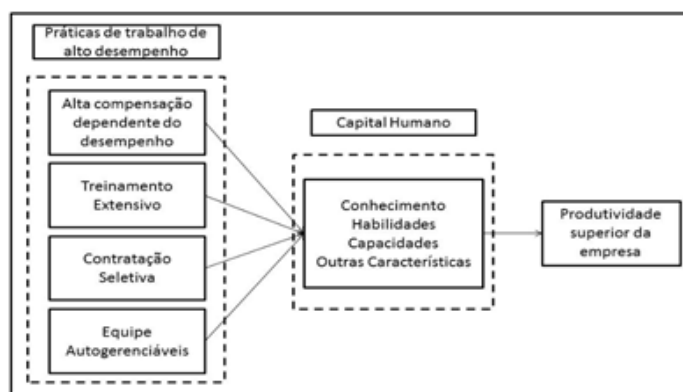 Práticas de trabalho de
alto desempenho
Alta compensação
dependente do
desempenho
Treinamento
Extensivo
Contratação
Seletiva
Equipe
Autogerenciáveis
Capital Humano
Conhecimento
Habilidades
Capacidades
Outras Características
Produtividade
superior da
empresa